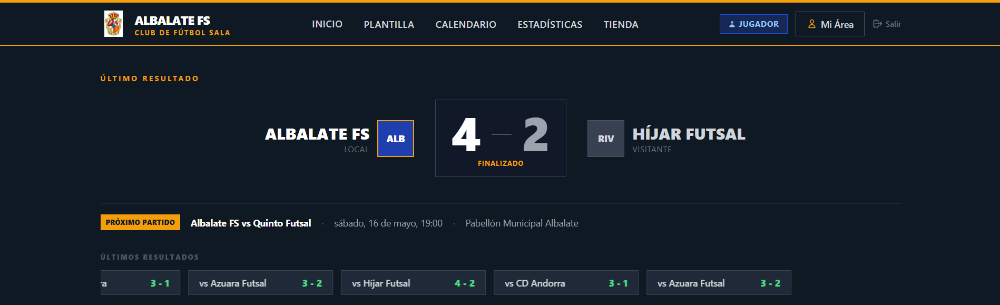 ALBALATE FS
CLUB DE FÚTBOL SALA
INICIO
PLANTILLA
CALENDARIO
ESTADÍSTICAS
TIENDA
JUGADOR
Mi Área
Salir
ÚLTIMO RESULTADO
ALBALATE FS
LOCAL
ALB
4 — 2
FINALIZADO
RIV
HÍJAR FUTSAL
VISITANTE
PRÓXIMO PARTIDO Albalate FS vs Quinto Futsal · sábado, 16 de mayo, 19:00 · Pabellón Municipal Albalate
ÚLTIMOS RESULTADOS
ra 3 - 1
vs Azuara Futsal 3 - 2
vs Híjar Futsal 4 - 2
vs CD Andorra 3 - 1
vs Azuara Futsal 3 - 2